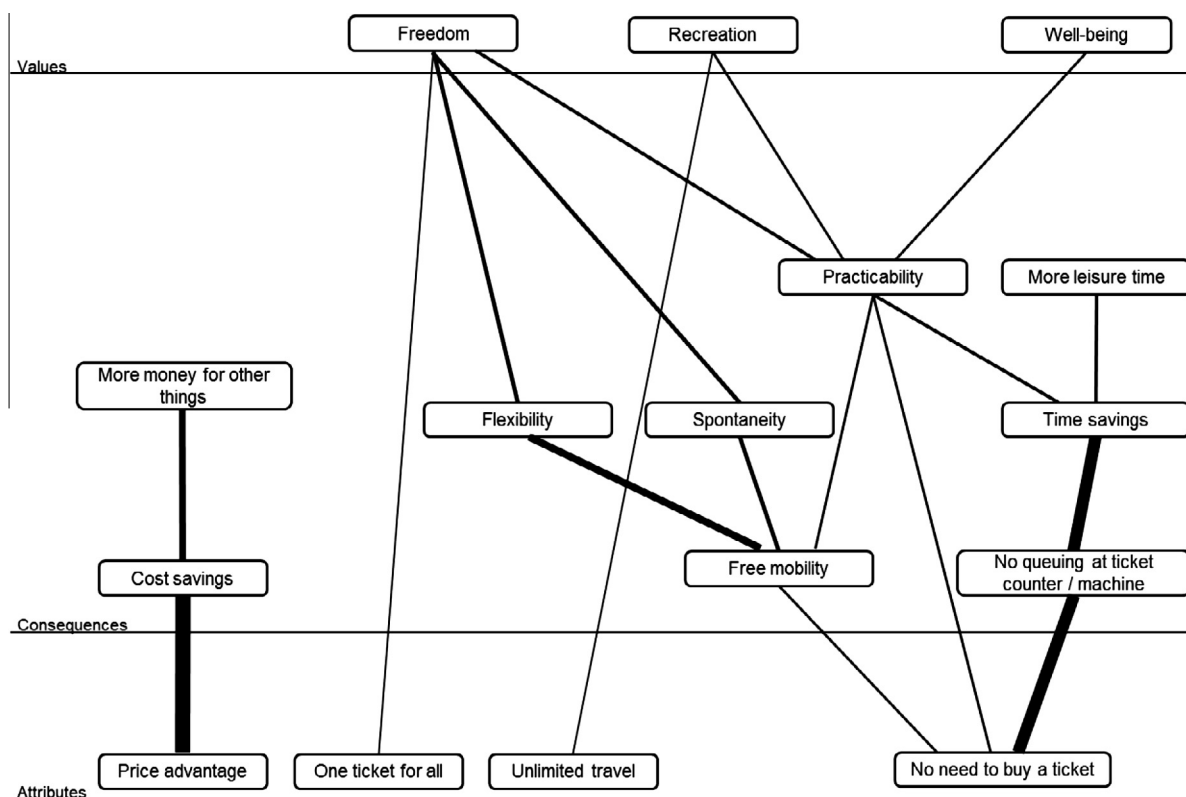 Freedom
Recreation
Well-being
Values
Practicability
More leisure time
More money for other
things
Flexibility
Spontaneity
Time savings
Cost savings
Free mobility
No queuing at ticket
counter / machine
Consequences
Price advantage
One ticket for all
Unlimited travel
No need to buy a ticket
Attributes